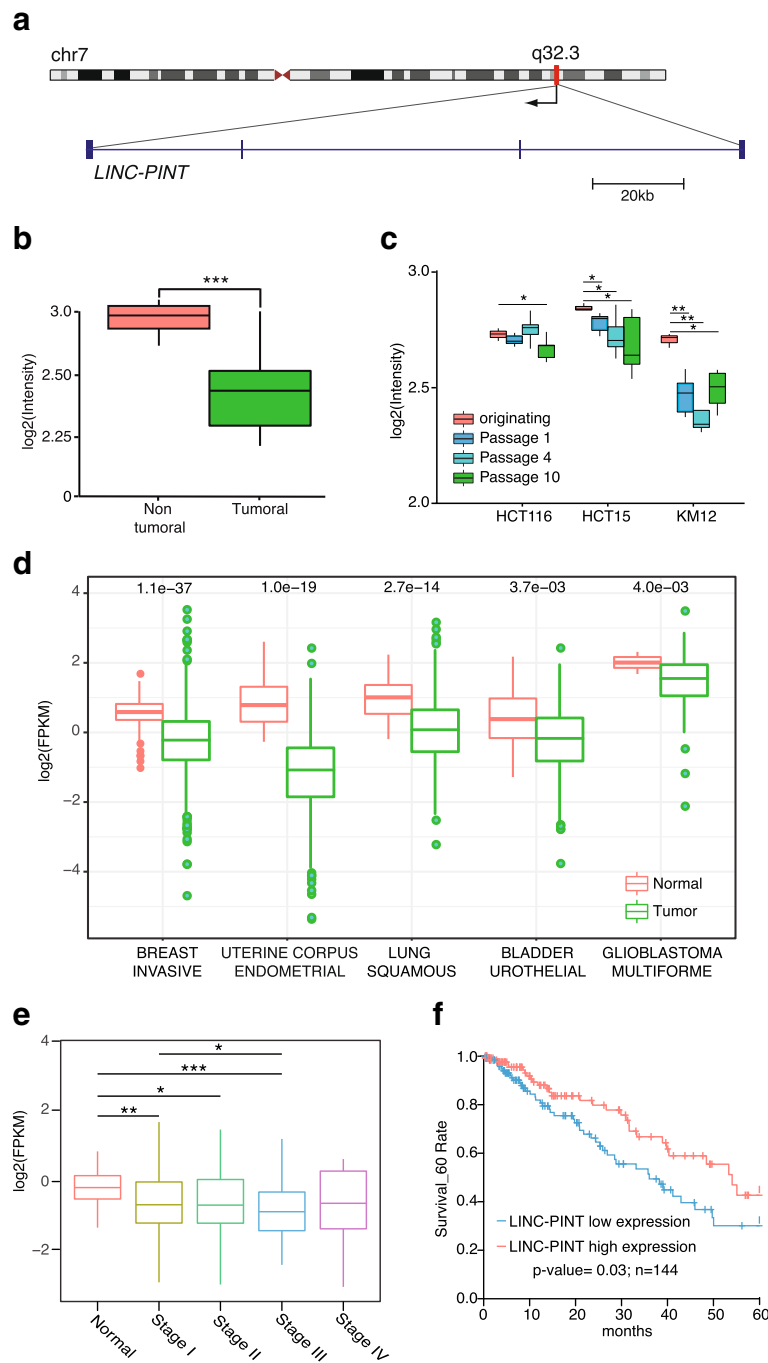 a
chr7
q32.3
LINC-PINT
20kb
b
***
3.0
2.50
2.25
0
log2(Intensity)
Non
tumoral
Tumoral
c
3.0
2.5
2.0
log2(Intensity)
*
*
*
*
**
**
*
originating
Passage 1
Passage 4
Passage 10
HCT116
HCT15
KM12
d
1.1e−37
1.0e−19
2.7e−14
3.7e−03
4.0e−03
4
2
0
−2
−4
log2(FPKM)
Normal
Tumor
BREAST
INVASIVE
UTERINE CORPUS
ENDOMETRIAL
LUNG
SQUAMOUS
BLADDER
UROTHELIAL
GLIOBLASTOMA
MULTIFORME
e
4
2
0
−2
log2(FPKM)
*
***
*
**
Normal
Stage I
Stage II
Stage III
Stage IV
f
1.0
0.8
0.6
0.4
0.2
0.0
Survival_60 Rate
LINC-PINT low expression
LINC-PINT high expression
p-value= 0.03; n=144
0 10 20 30 40 50 60
months